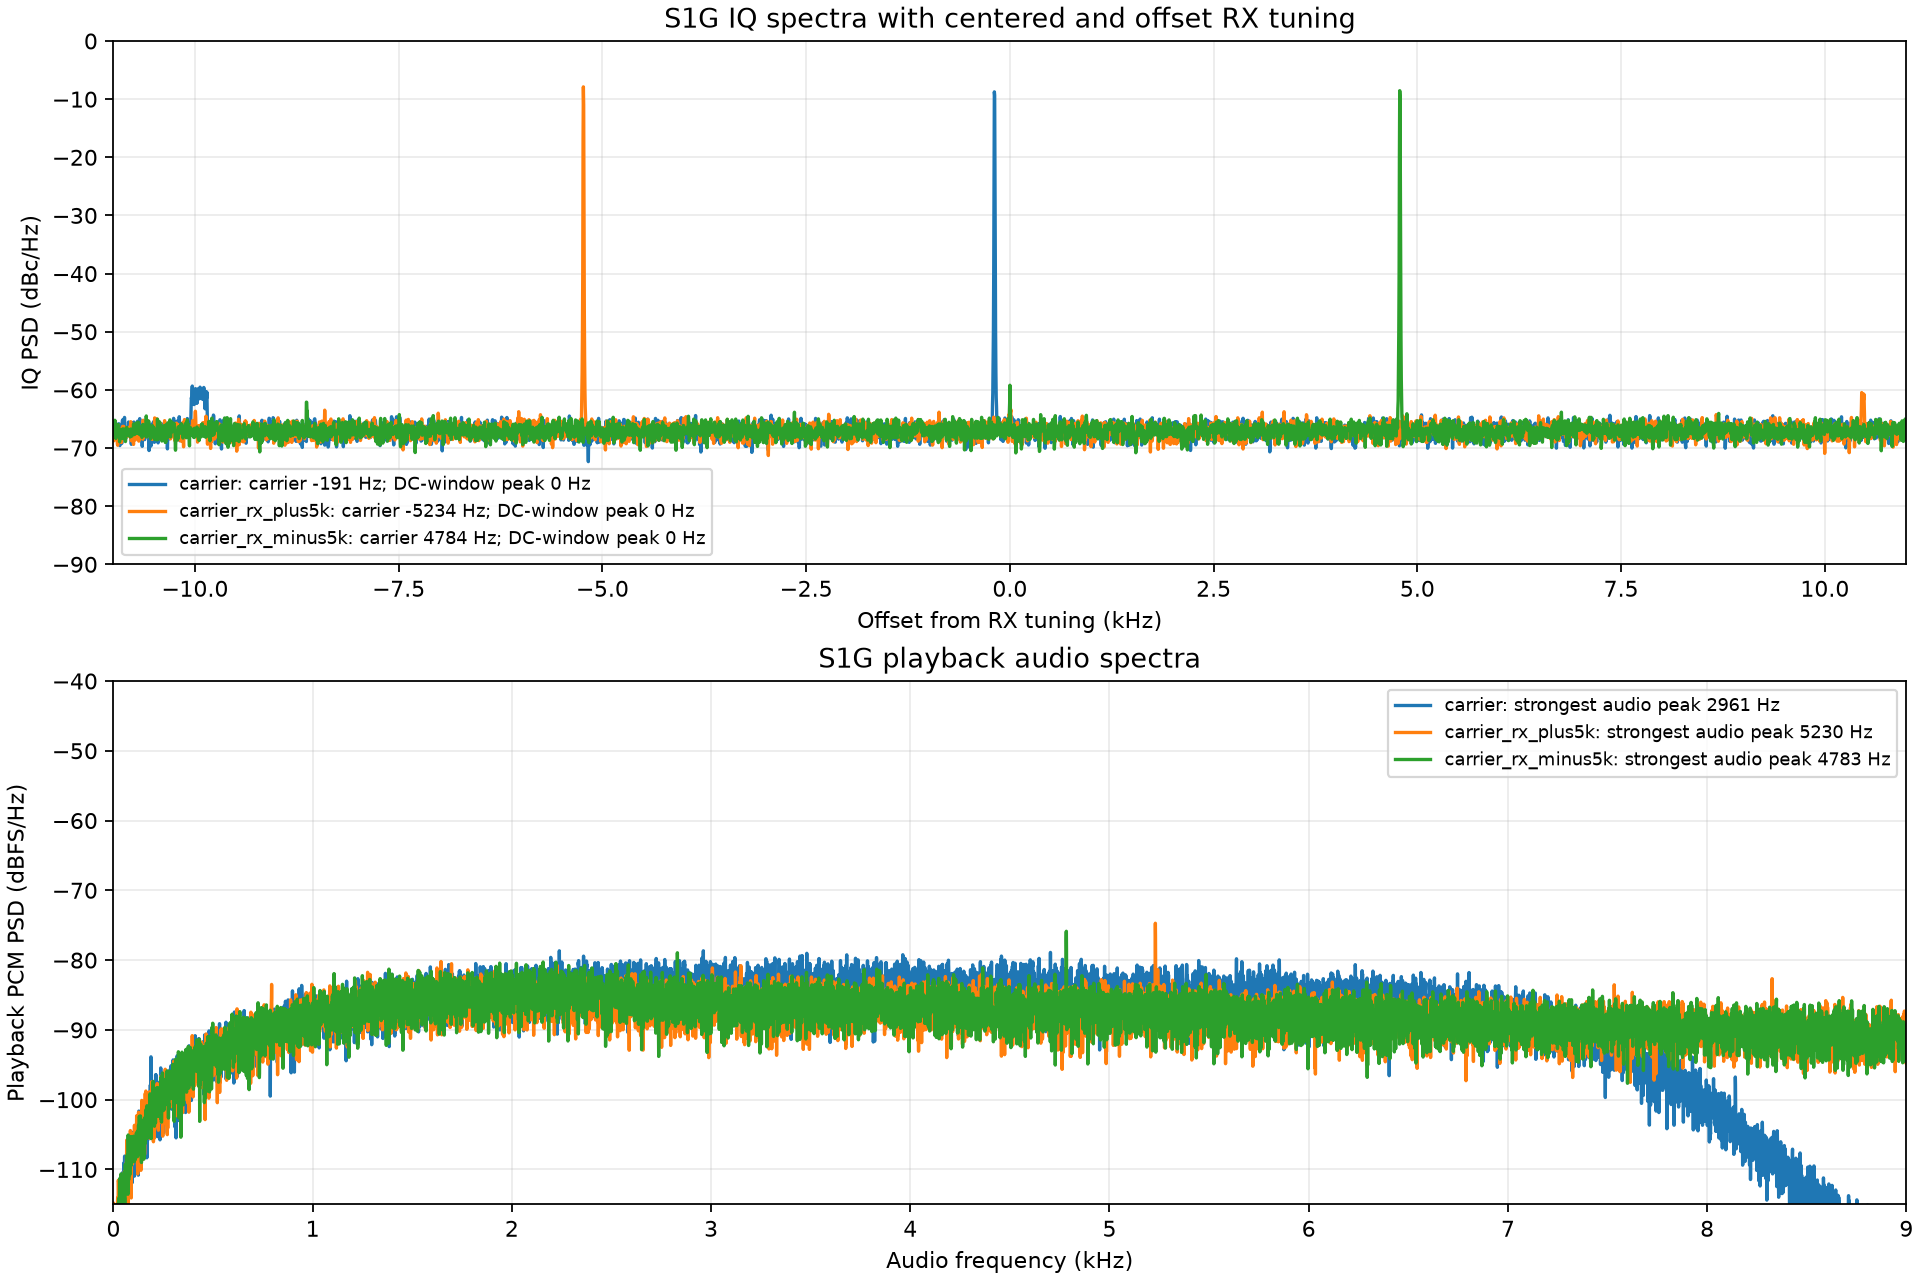 S1G IQ spectra with centered and offset RX tuning
0
−10
−20
−30
−40
−50
−60
−70
−80
−90
IQ PSD (dBc/Hz)
carrier: carrier -191 Hz; DC-window peak 0 Hz
carrier_rx_plus5k: carrier -5234 Hz; DC-window peak 0 Hz
carrier_rx_minus5k: carrier 4784 Hz; DC-window peak 0 Hz
−10.0 −7.5 −5.0 −2.5 0.0 2.5 5.0 7.5 10.0
Offset from RX tuning (kHz)
S1G playback audio spectra
−40
−50
−60
−70
−80
−90
−100
−110
Playback PCM PSD (dBFS/Hz)
carrier: strongest audio peak 2961 Hz
carrier_rx_plus5k: strongest audio peak 5230 Hz
carrier_rx_minus5k: strongest audio peak 4783 Hz
0 1 2 3 4 5 6 7 8 9
Audio frequency (kHz)